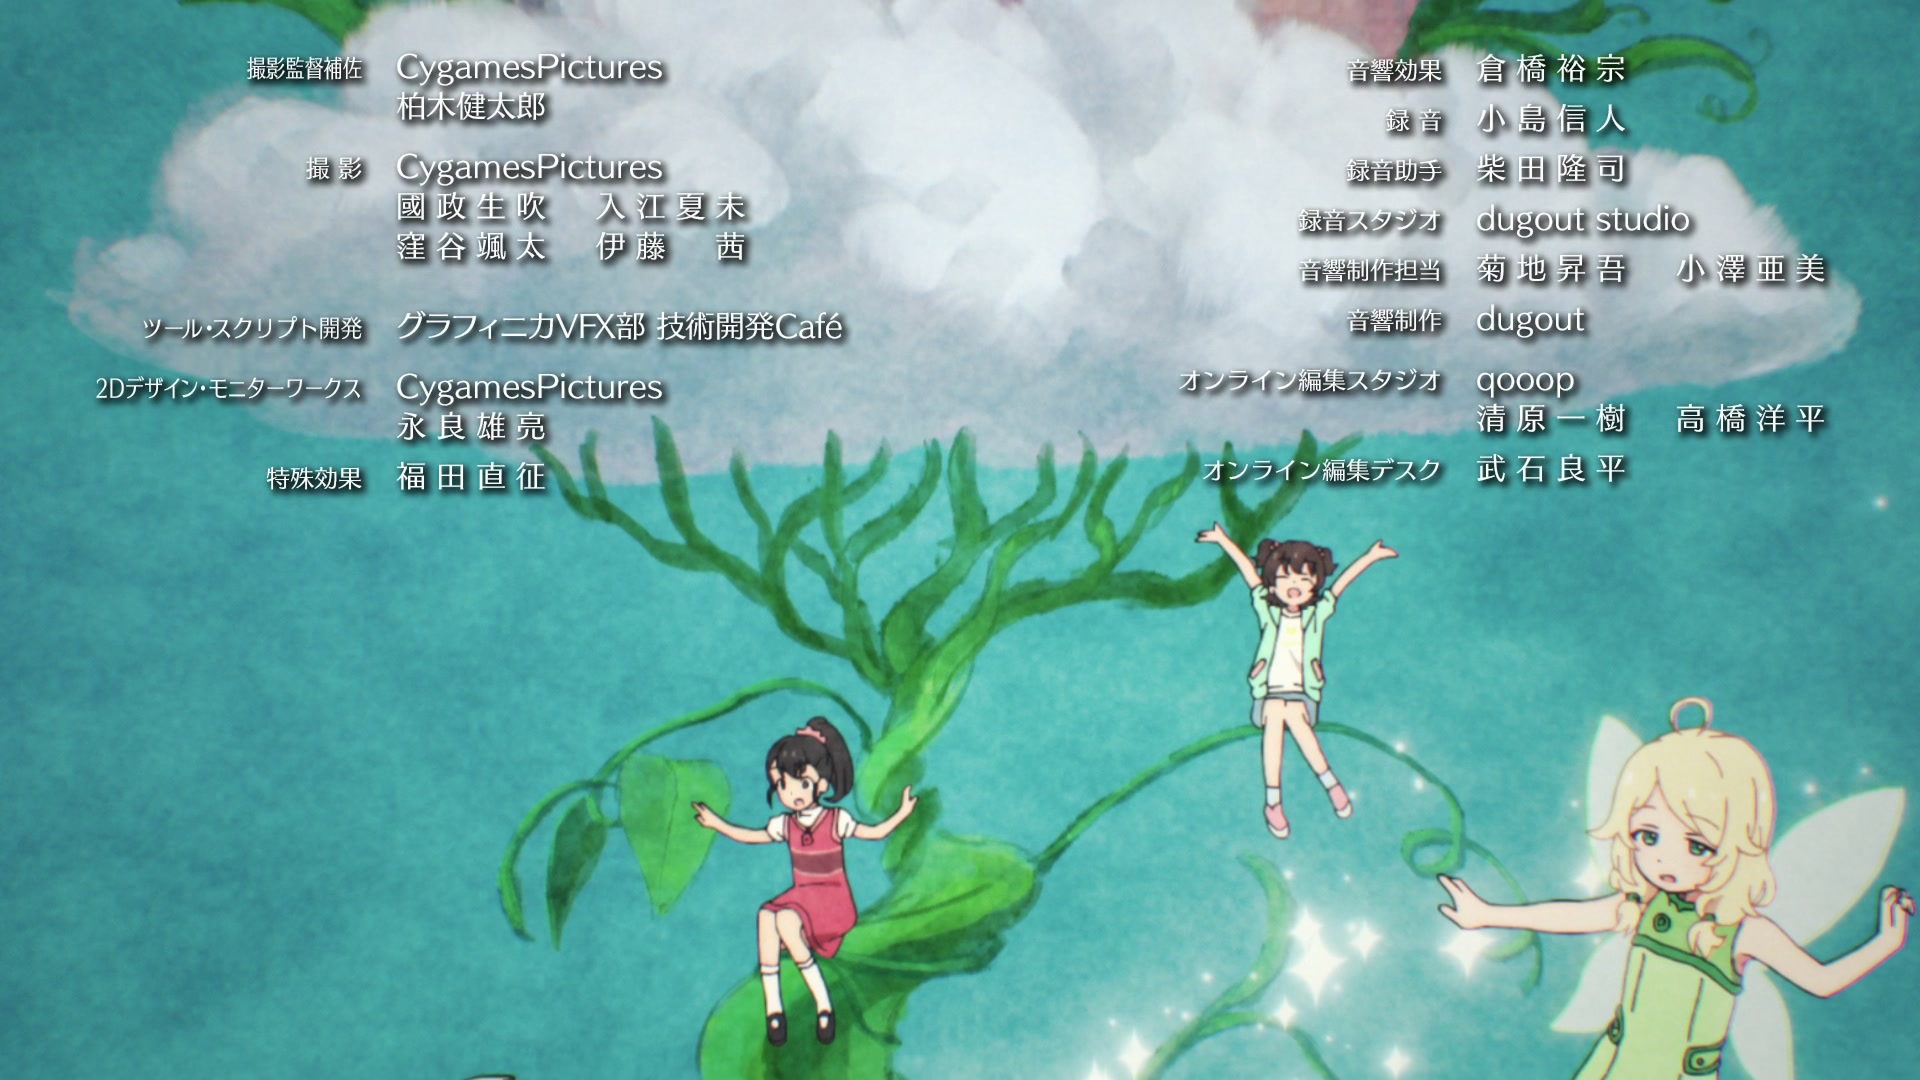 撮影監督補佐 CygamesPictures
柏木健太郎
撮影 CygamesPictures
國政生吹 入江夏未
窪谷颯太 伊藤 茜
ツール・スクリプト開発 グラフィニカVFX部 技術開発Café
2Dデザイン・モニターワークス CygamesPictures
永良雄亮
特殊効果 福田直征
音響効果 倉橋裕宗
録音 小島信人
録音助手 柴田隆司
録音スタジオ dugout studio
音響制作担当 菊地昇吾 小澤亜美
音響制作 dugout
オンライン編集スタジオ qooop
清原一樹 高橋洋平
オンライン編集デスク 武石良平